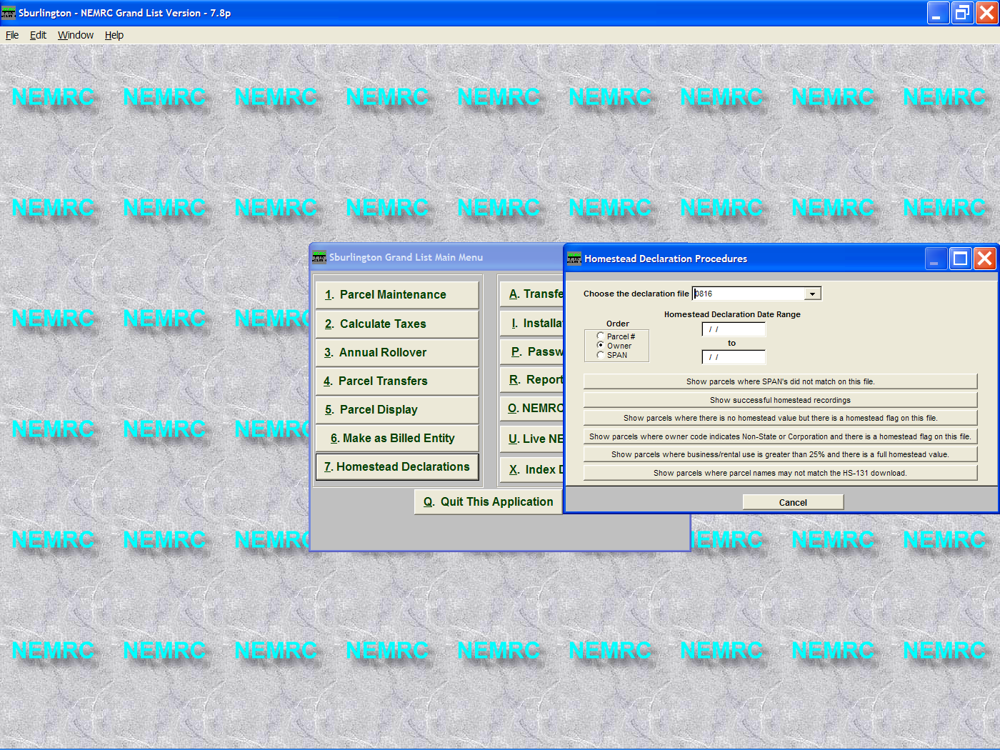 Sburlington - NEMRC Grand List Version - 7.8p
File Edit Window Help
NEMRC NEMRC NEMRC NEMRC NEMRC NEMRC NEMRC NEMRC NEMRC
NEMRC NEMRC NEMRC NEMRC NEMRC NEMRC NEMRC NEMRC NEMRC
Sburlington Grand List Main Menu
1. Parcel Maintenance
2. Calculate Taxes
3. Annual Rollover
4. Parcel Transfers
5. Parcel Display
6. Make as Billed Entity
7. Homestead Declarations
A. Transfe
I. Installa
P. Passw
R. Report
O. NEMRC
U. Live NE
X. Index D
Q. Quit This Application
Homestead Declaration Procedures
Choose the declaration file 0816
Homestead Declaration Date Range
Order
Parcel #
Owner
SPAN
/ /
to
/ /
Show parcels where SPAN's did not match on this file.
Show successful homestead recordings
Show parcels where there is no homestead value but there is a homestead flag on this file.
Show parcels where owner code indicates Non-State or Corporation and there is a homestead flag on this file.
Show parcels where business/rental use is greater than 25% and there is a full homestead value.
Show parcels where parcel names may not match the HS-131 download.
Cancel
NEMRC NEMRC NEMRC
NEMRC NEMRC NEMRC
NEMRC NEMRC NEMRC EMRC NEMRC NEMRC
NEMRC NEMRC NEMRC NEMRC NEMRC NEMRC NEMRC NEMRC NEMRC